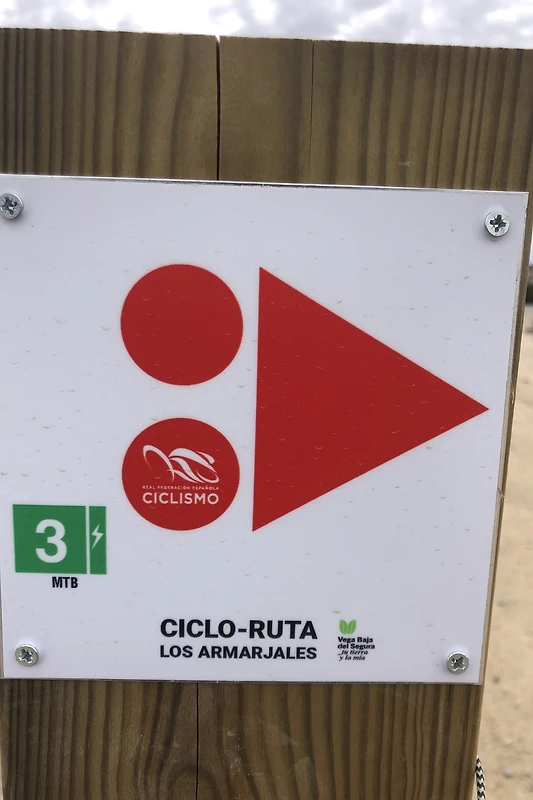 REAL FEDERACIÓN ESPAÑOLA
CICLISMO
3
MTB
CICLO-RUTA
LOS ARMARJALES
Vega Baja
del Segura
...tu tierra
y la mía